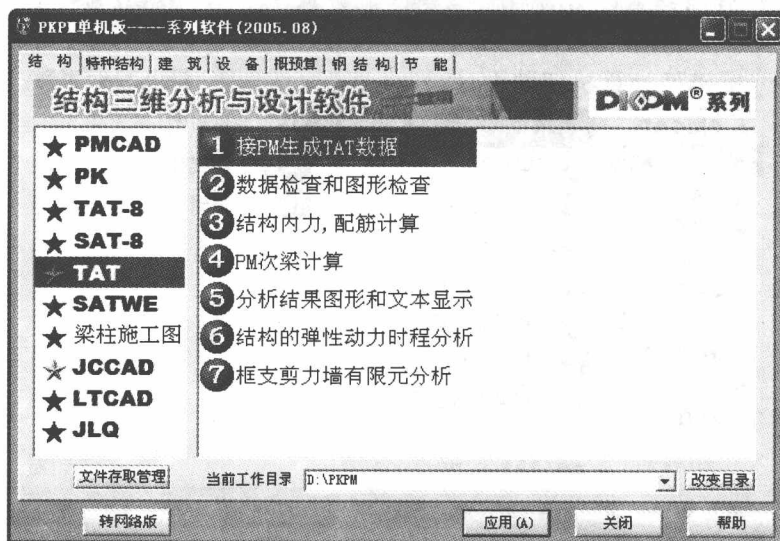 PKPM单机版-----系列软件(2005.08)
结 构|特种结构|建 筑|设 备|概预算|钢结构|节 能|
结构三维分析与设计软件 PKPM®系列
PMCAD
PK
TAT-8
SAT-8
TAT
SATWE
梁柱施工图
JCCAD
LTCAD
JLQ
1 接PM生成TAT数据
2 数据检查和图形检查
3 结构内力,配筋计算
4 PM次梁计算
5 分析结果图形和文本显示
6 结构的弹性动力时程分析
7 框支剪力墙有限元分析
文件存取管理 当前工作目录 D:\PKPM 改变目录
转网络版 应用(A) 关闭 帮助